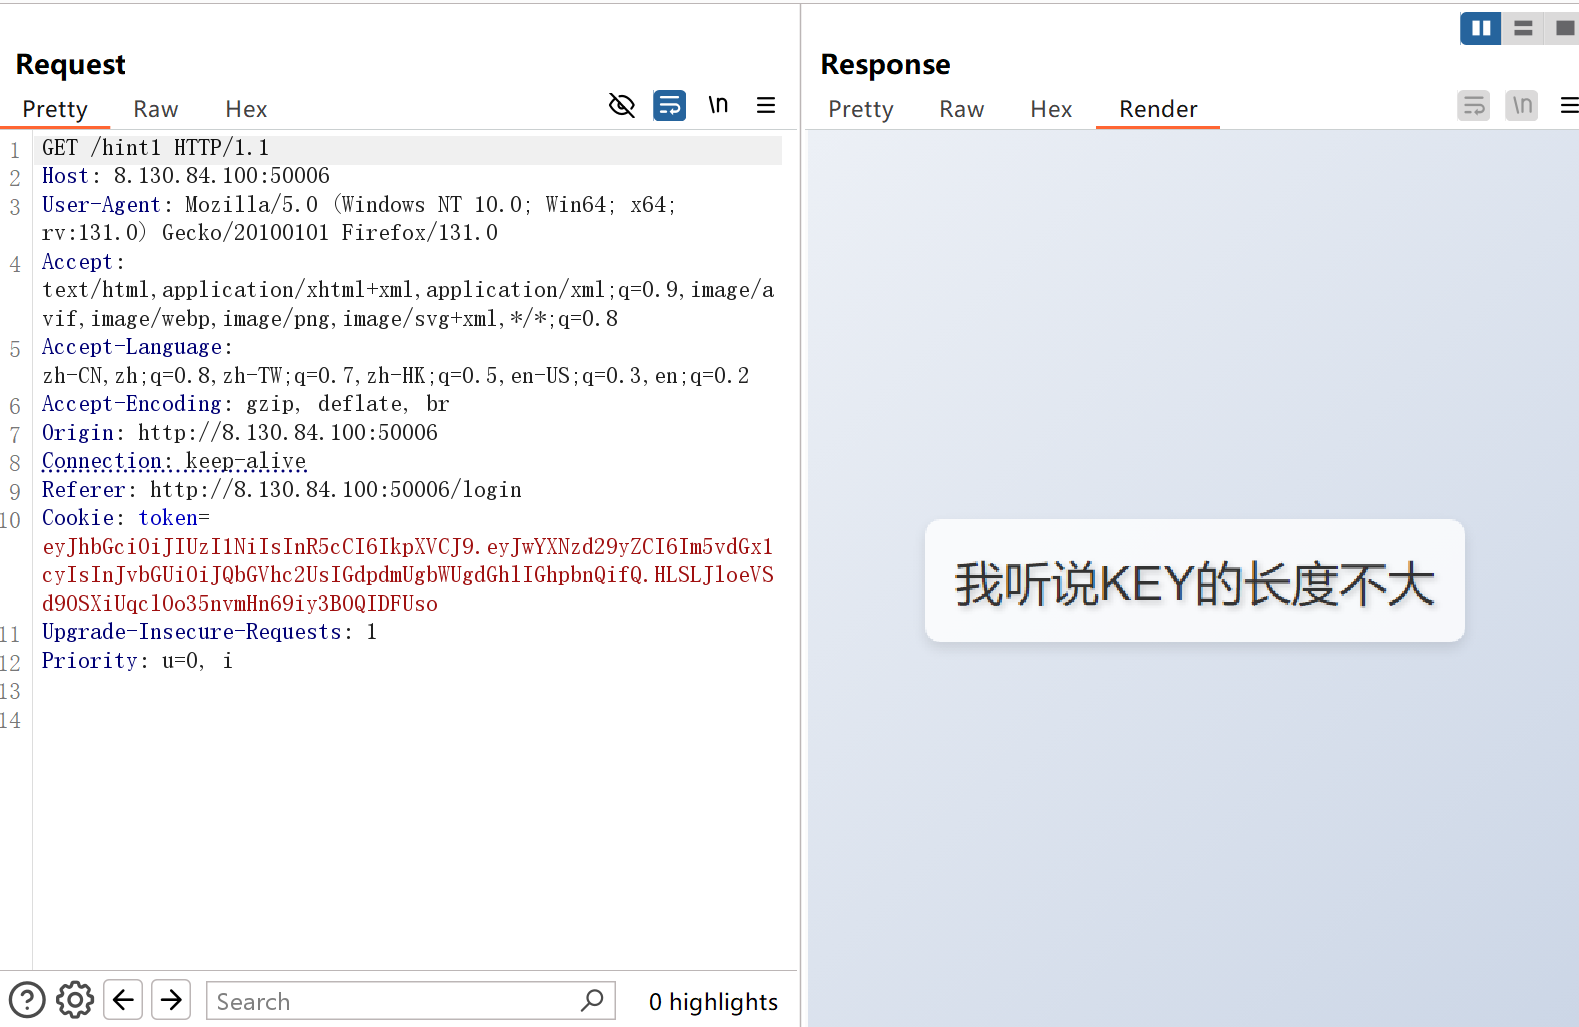 Request
Pretty Raw Hex \n
1 GET /hint1 HTTP/1.1
2 Host: 8.130.84.100:50006
3 User-Agent: Mozilla/5.0 (Windows NT 10.0; Win64; x64;
rv:131.0) Gecko/20100101 Firefox/131.0
4 Accept:
text/html,application/xhtml+xml,application/xml;q=0.9,image/a
vif,image/webp,image/png,image/svg+xml,*/*;q=0.8
5 Accept-Language:
zh-CN,zh;q=0.8,zh-TW;q=0.7,zh-HK;q=0.5,en-US;q=0.3,en;q=0.2
6 Accept-Encoding: gzip, deflate, br
7 Origin: http://8.130.84.100:50006
8 Connection: keep-alive
9 Referer: http://8.130.84.100:50006/login
10 Cookie: token=
eyJhbGciOiJIUzI1NiIsInR5cCI6IkpXVCJ9.eyJwYXNzd29yZCI6Im5vdGx1
cyIsInJvbGUiOiJQbGVhc2UsIGdpdmUgbWUgdGhlIGhpbnQifQ.HLSLJloeVS
d9OSXiUqclOo35nvmHn69iy3BOQIDFUso
11 Upgrade-Insecure-Requests: 1
12 Priority: u=0, i
13
14
Search
0 highlights
Response
Pretty Raw Hex Render \n
我听说KEY的长度不大